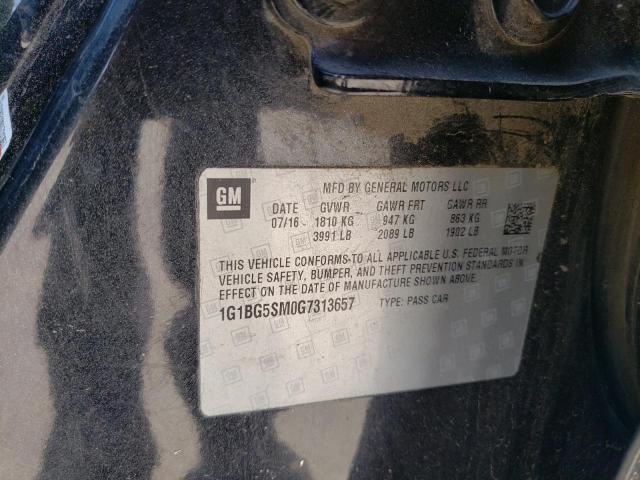 GM
MFD BY GENERAL MOTORS LLC
DATE GVWR GAWR FRT GAWR RR
07/16 1810 KG 947 KG 863 KG
3991 LB 2089 LB 1902 LB
THIS VEHICLE CONFORMS TO ALL APPLICABLE U.S. FEDERAL MOTOR
VEHICLE SAFETY, BUMPER, AND THEFT PREVENTION STANDARDS IN
EFFECT ON THE DATE OF MANUFACTURE SHOWN ABOVE.
1G1BG5SM0G7313657 TYPE: PASS CAR